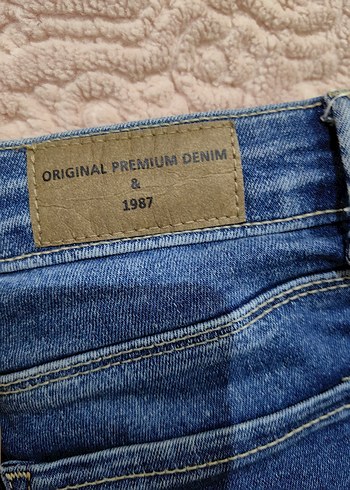 ORIGINAL PREMIUM DENIM
&
1987